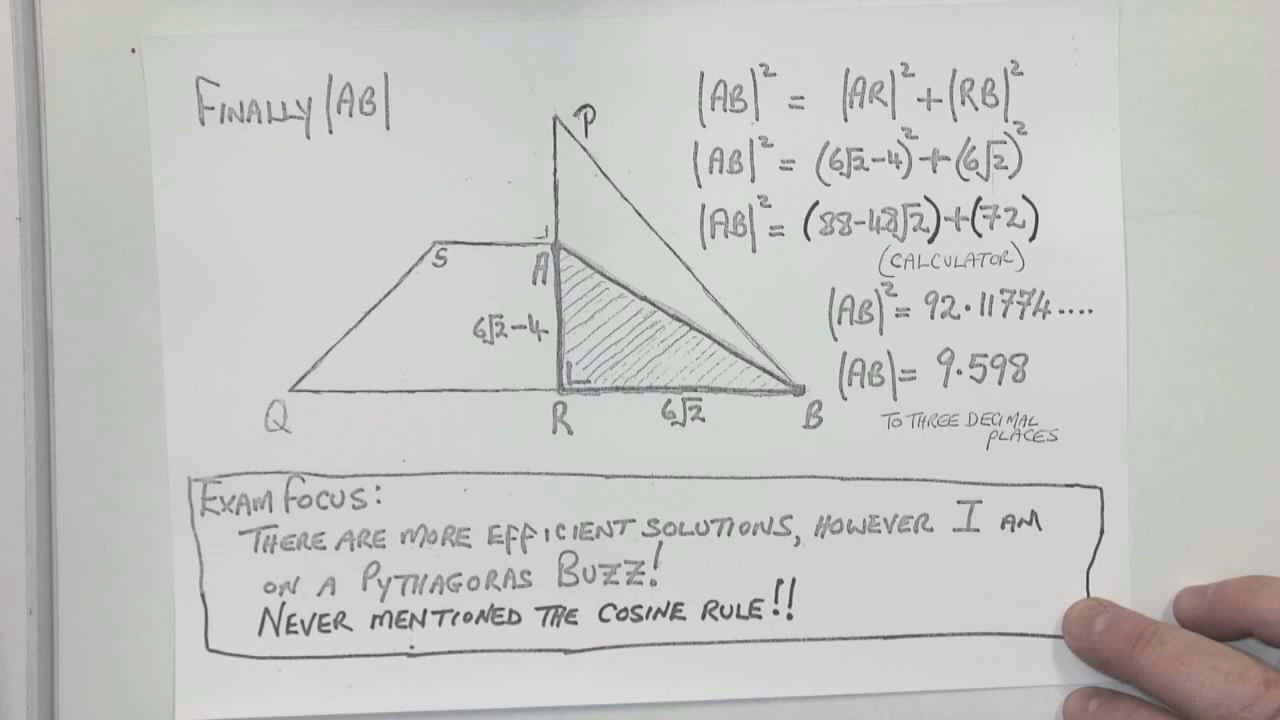 FINALLY |AB|
|AB|² = |AR|² + |RB|²
|AB|² = (6√2-4)² + (6√2)²
|AB|² = (88-48√2)+(72)
(CALCULATOR)
|AB|² = 92.11774....
|AB| = 9.598
TO THREE DECIMAL
PLACES
P
S
A
6√2-4
Q
R
6√2
B
EXAM FOCUS:
THERE ARE MORE EFFICIENT SOLUTIONS, HOWEVER I AM
ON A PYTHAGORAS BUZZ!
NEVER MENTIONED THE COSINE RULE!!